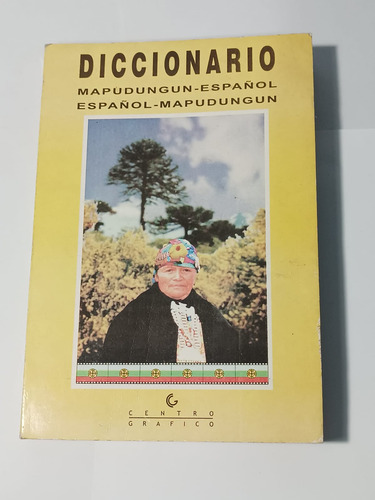 DICCIONARIO
MAPUDUNGUN-ESPAÑOL
ESPAÑOL-MAPUDUNGUN
CENTRO
GRAFICO